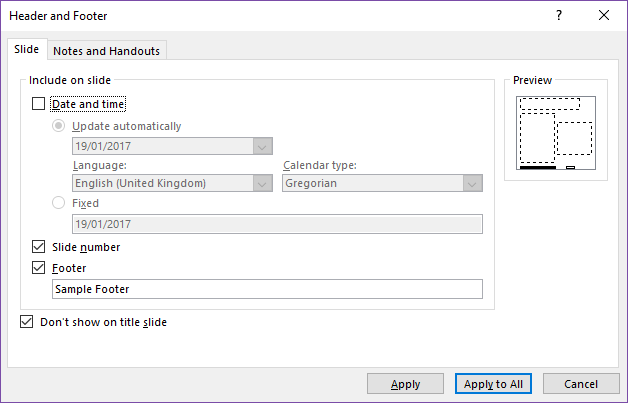 Header and Footer
Slide
Notes and Handouts
Include on slide
Preview
Date and time
Update automatically
19/01/2017
Language:
Calendar type:
English (United Kingdom)
Gregorian
Fixed
19/01/2017
Slide number
Footer
Sample Footer
Don't show on title slide
Apply
Apply to All
Cancel